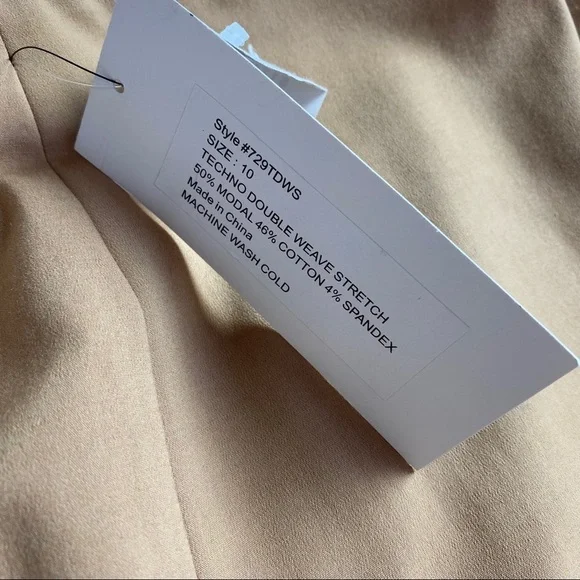 Style #729TDWS
SIZE : 10
TECHNO DOUBLE WEAVE STRETCH
50% MODAL 46% COTTON 4% SPANDEX
Made in China
MACHINE WASH COLD